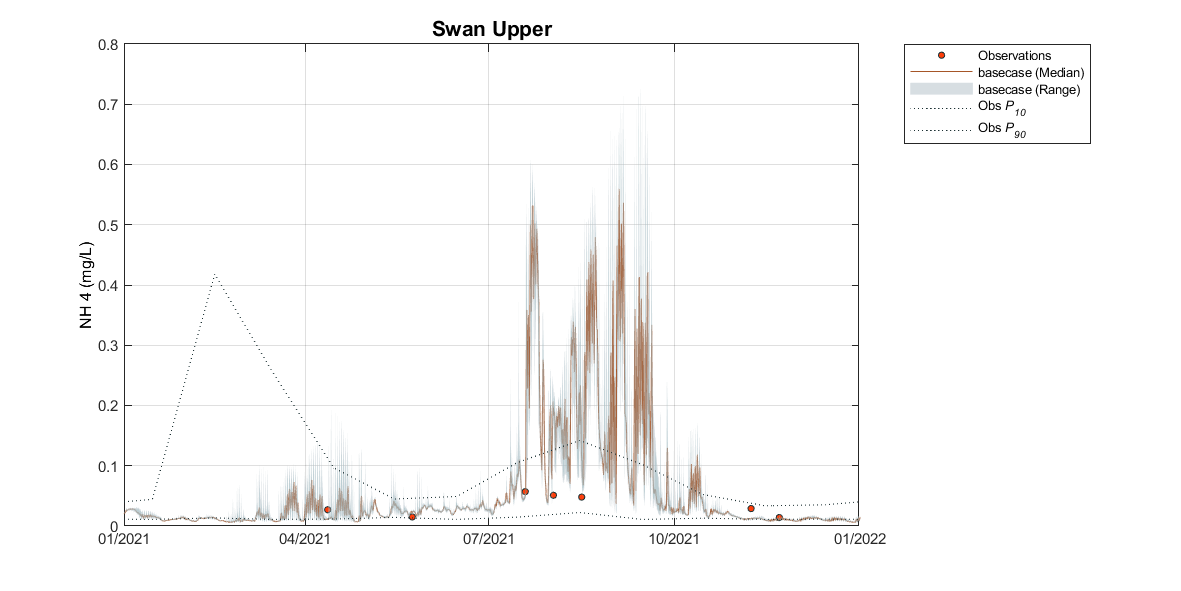 Swan Upper
0.8
0.7
0.6
0.5
0.4
0.3
0.2
0.1
0
NH 4 (mg/L)
01/2021
04/2021
07/2021
10/2021
01/2022
Observations
basecase (Median)
basecase (Range)
Obs P10
Obs P90